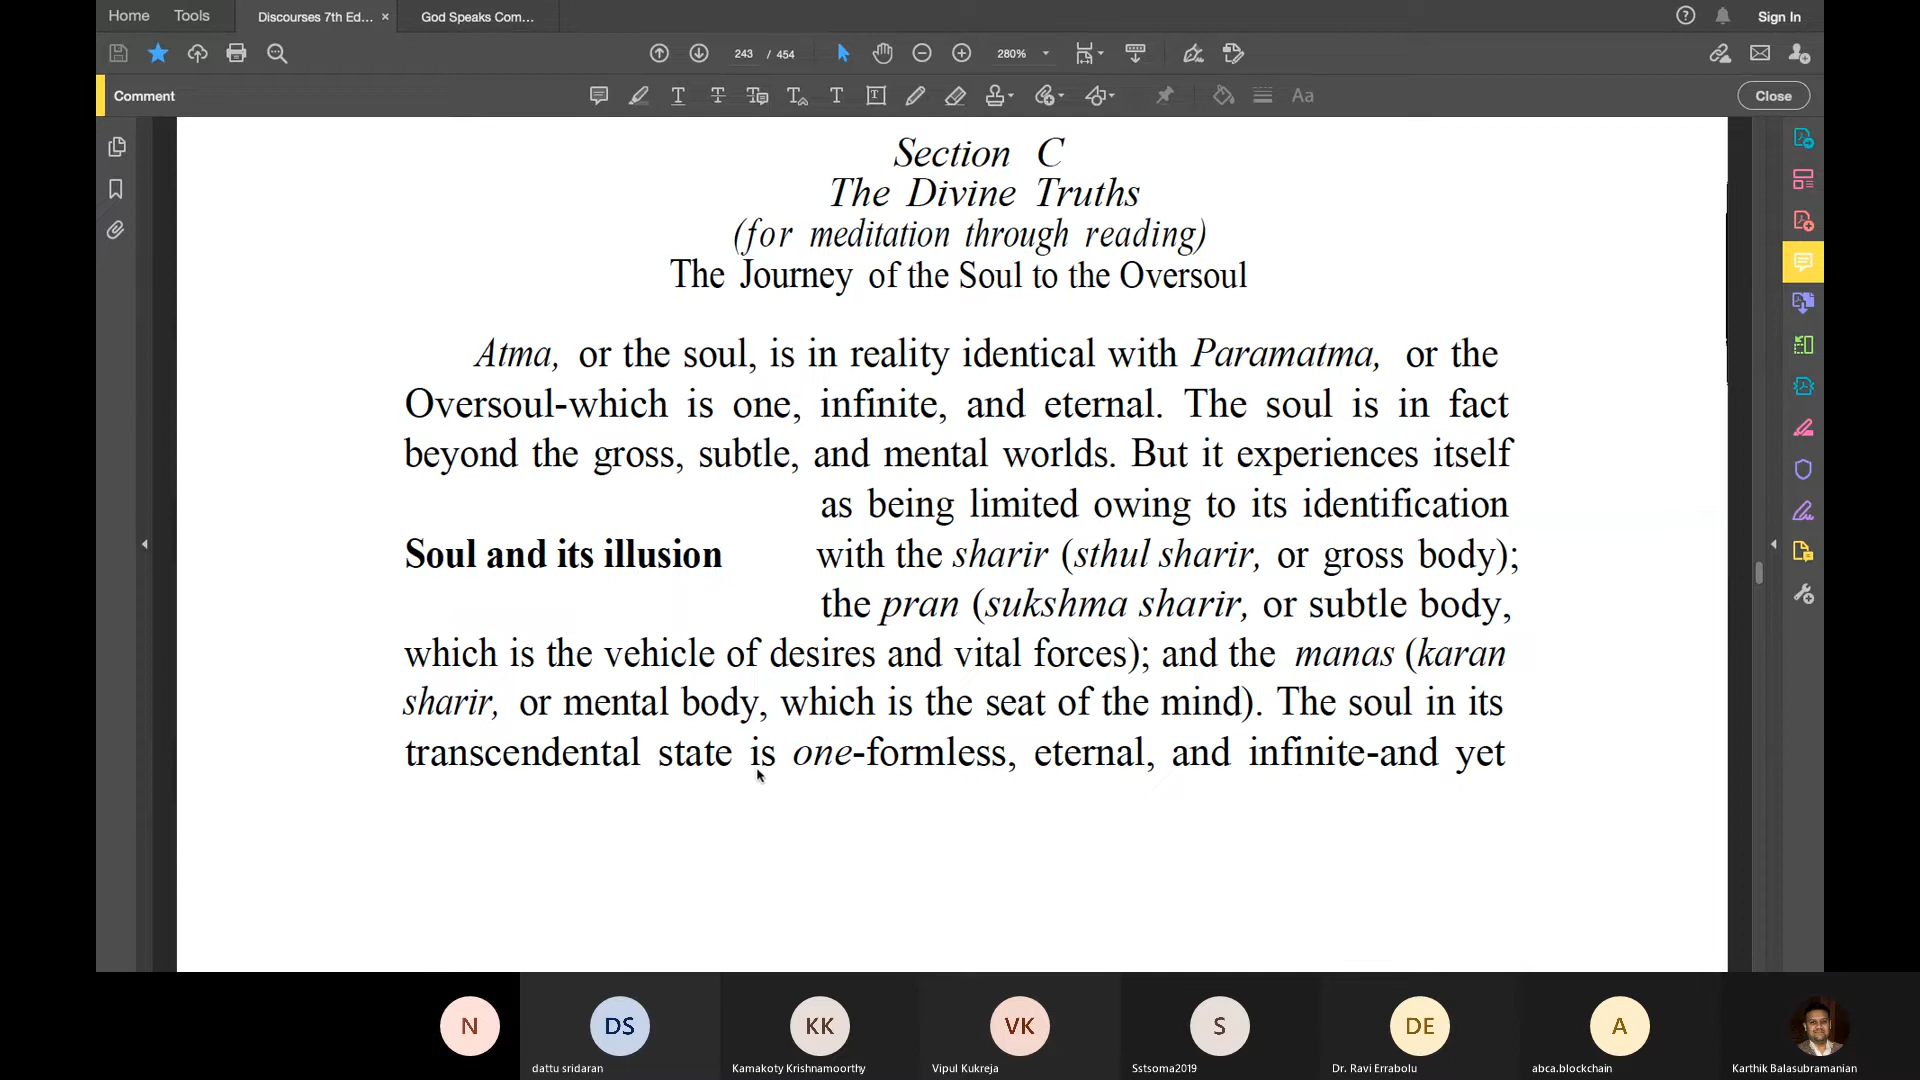 Home Tools Discourses 7th Ed... × God Speaks Com... Sign In
243 / 454 280%
Comment Close
Section C
The Divine Truths
(for meditation through reading)
The Journey of the Soul to the Oversoul
Atma, or the soul, is in reality identical with Paramatma, or the
Oversoul-which is one, infinite, and eternal. The soul is in fact
beyond the gross, subtle, and mental worlds. But it experiences itself
as being limited owing to its identification
Soul and its illusion with the sharir (sthul sharir, or gross body);
the pran (sukshma sharir, or subtle body,
which is the vehicle of desires and vital forces); and the manas (karan
sharir, or mental body, which is the seat of the mind). The soul in its
transcendental state is one-formless, eternal, and infinite-and yet
N DS KK VK S DE A
dattu sridaran Kamakoty Krishnamoorthy Vipul Kukreja Sstsoma2019 Dr. Ravi Errabolu abca.blockchain Karthik Balasubramanian